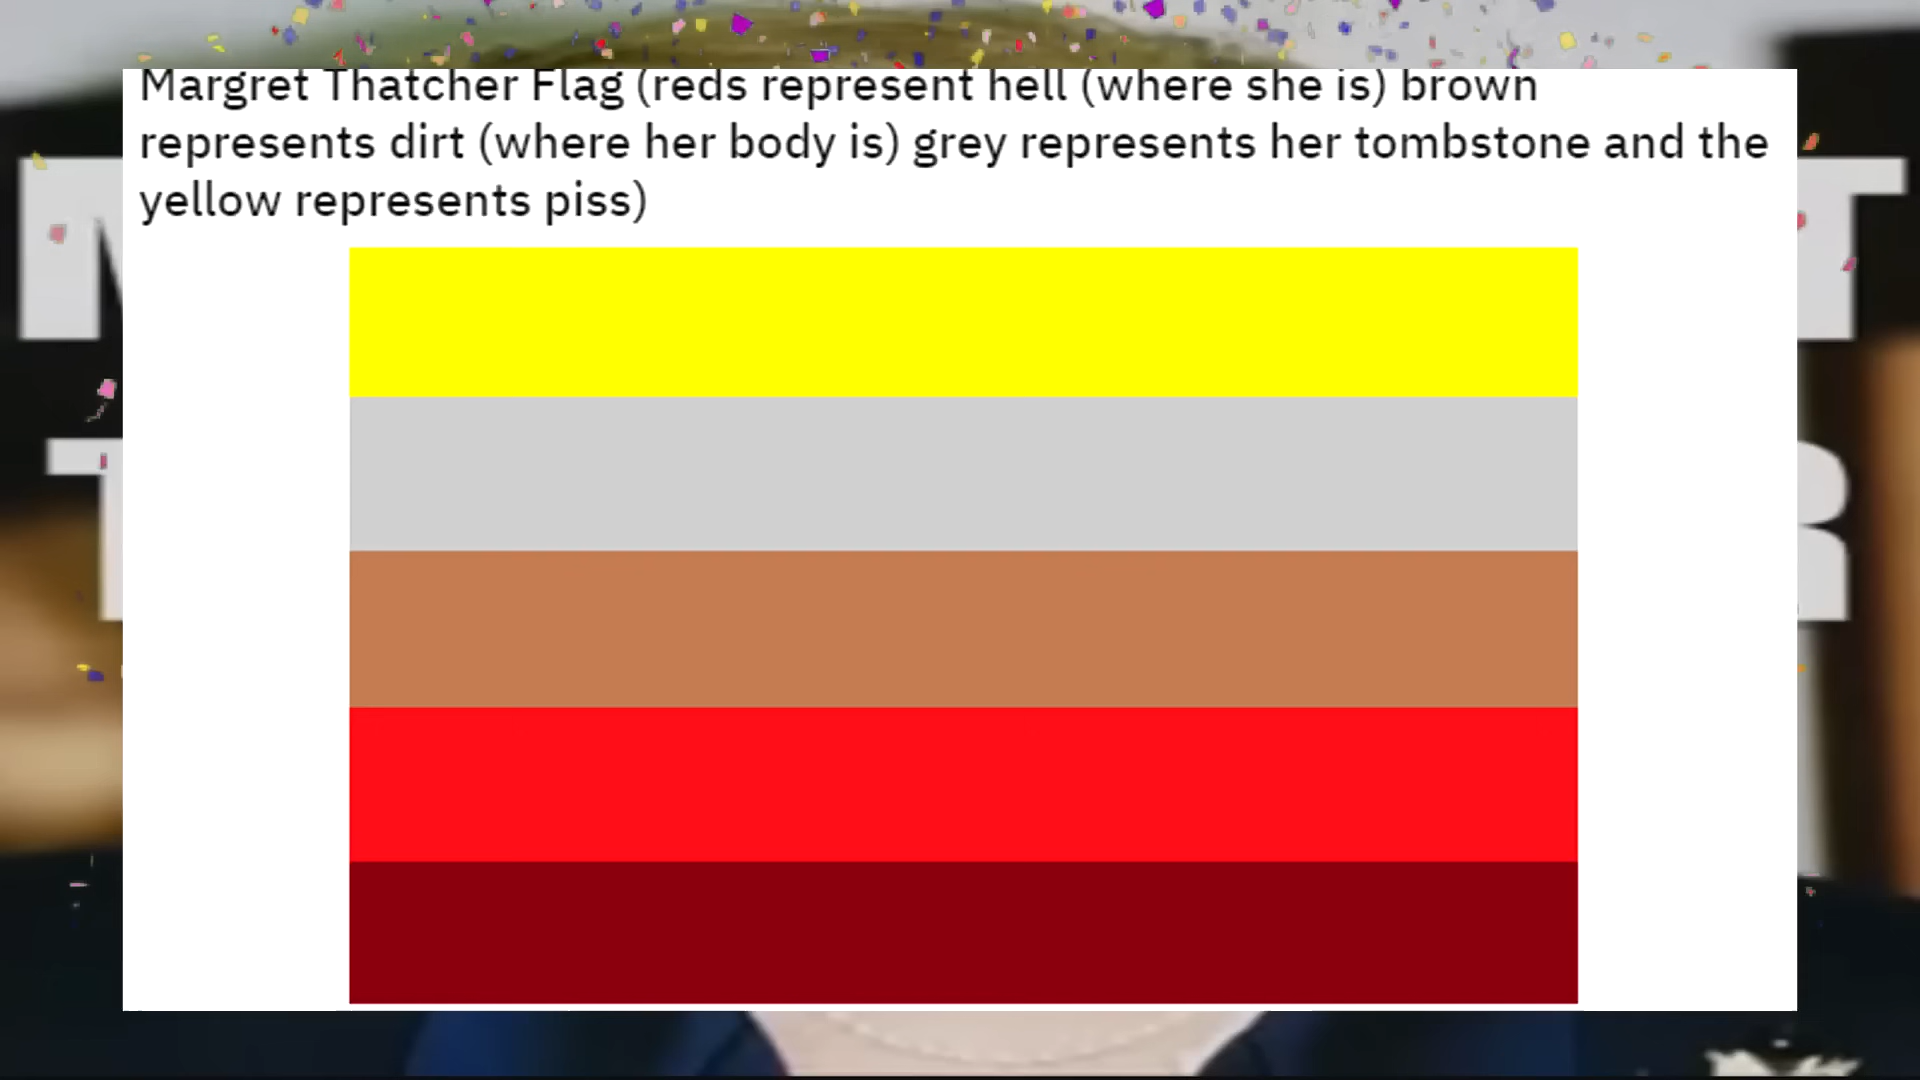 Margret Thatcher Flag (reds represent hell (where she is) brown
represents dirt (where her body is) grey represents her tombstone and the
yellow represents piss)